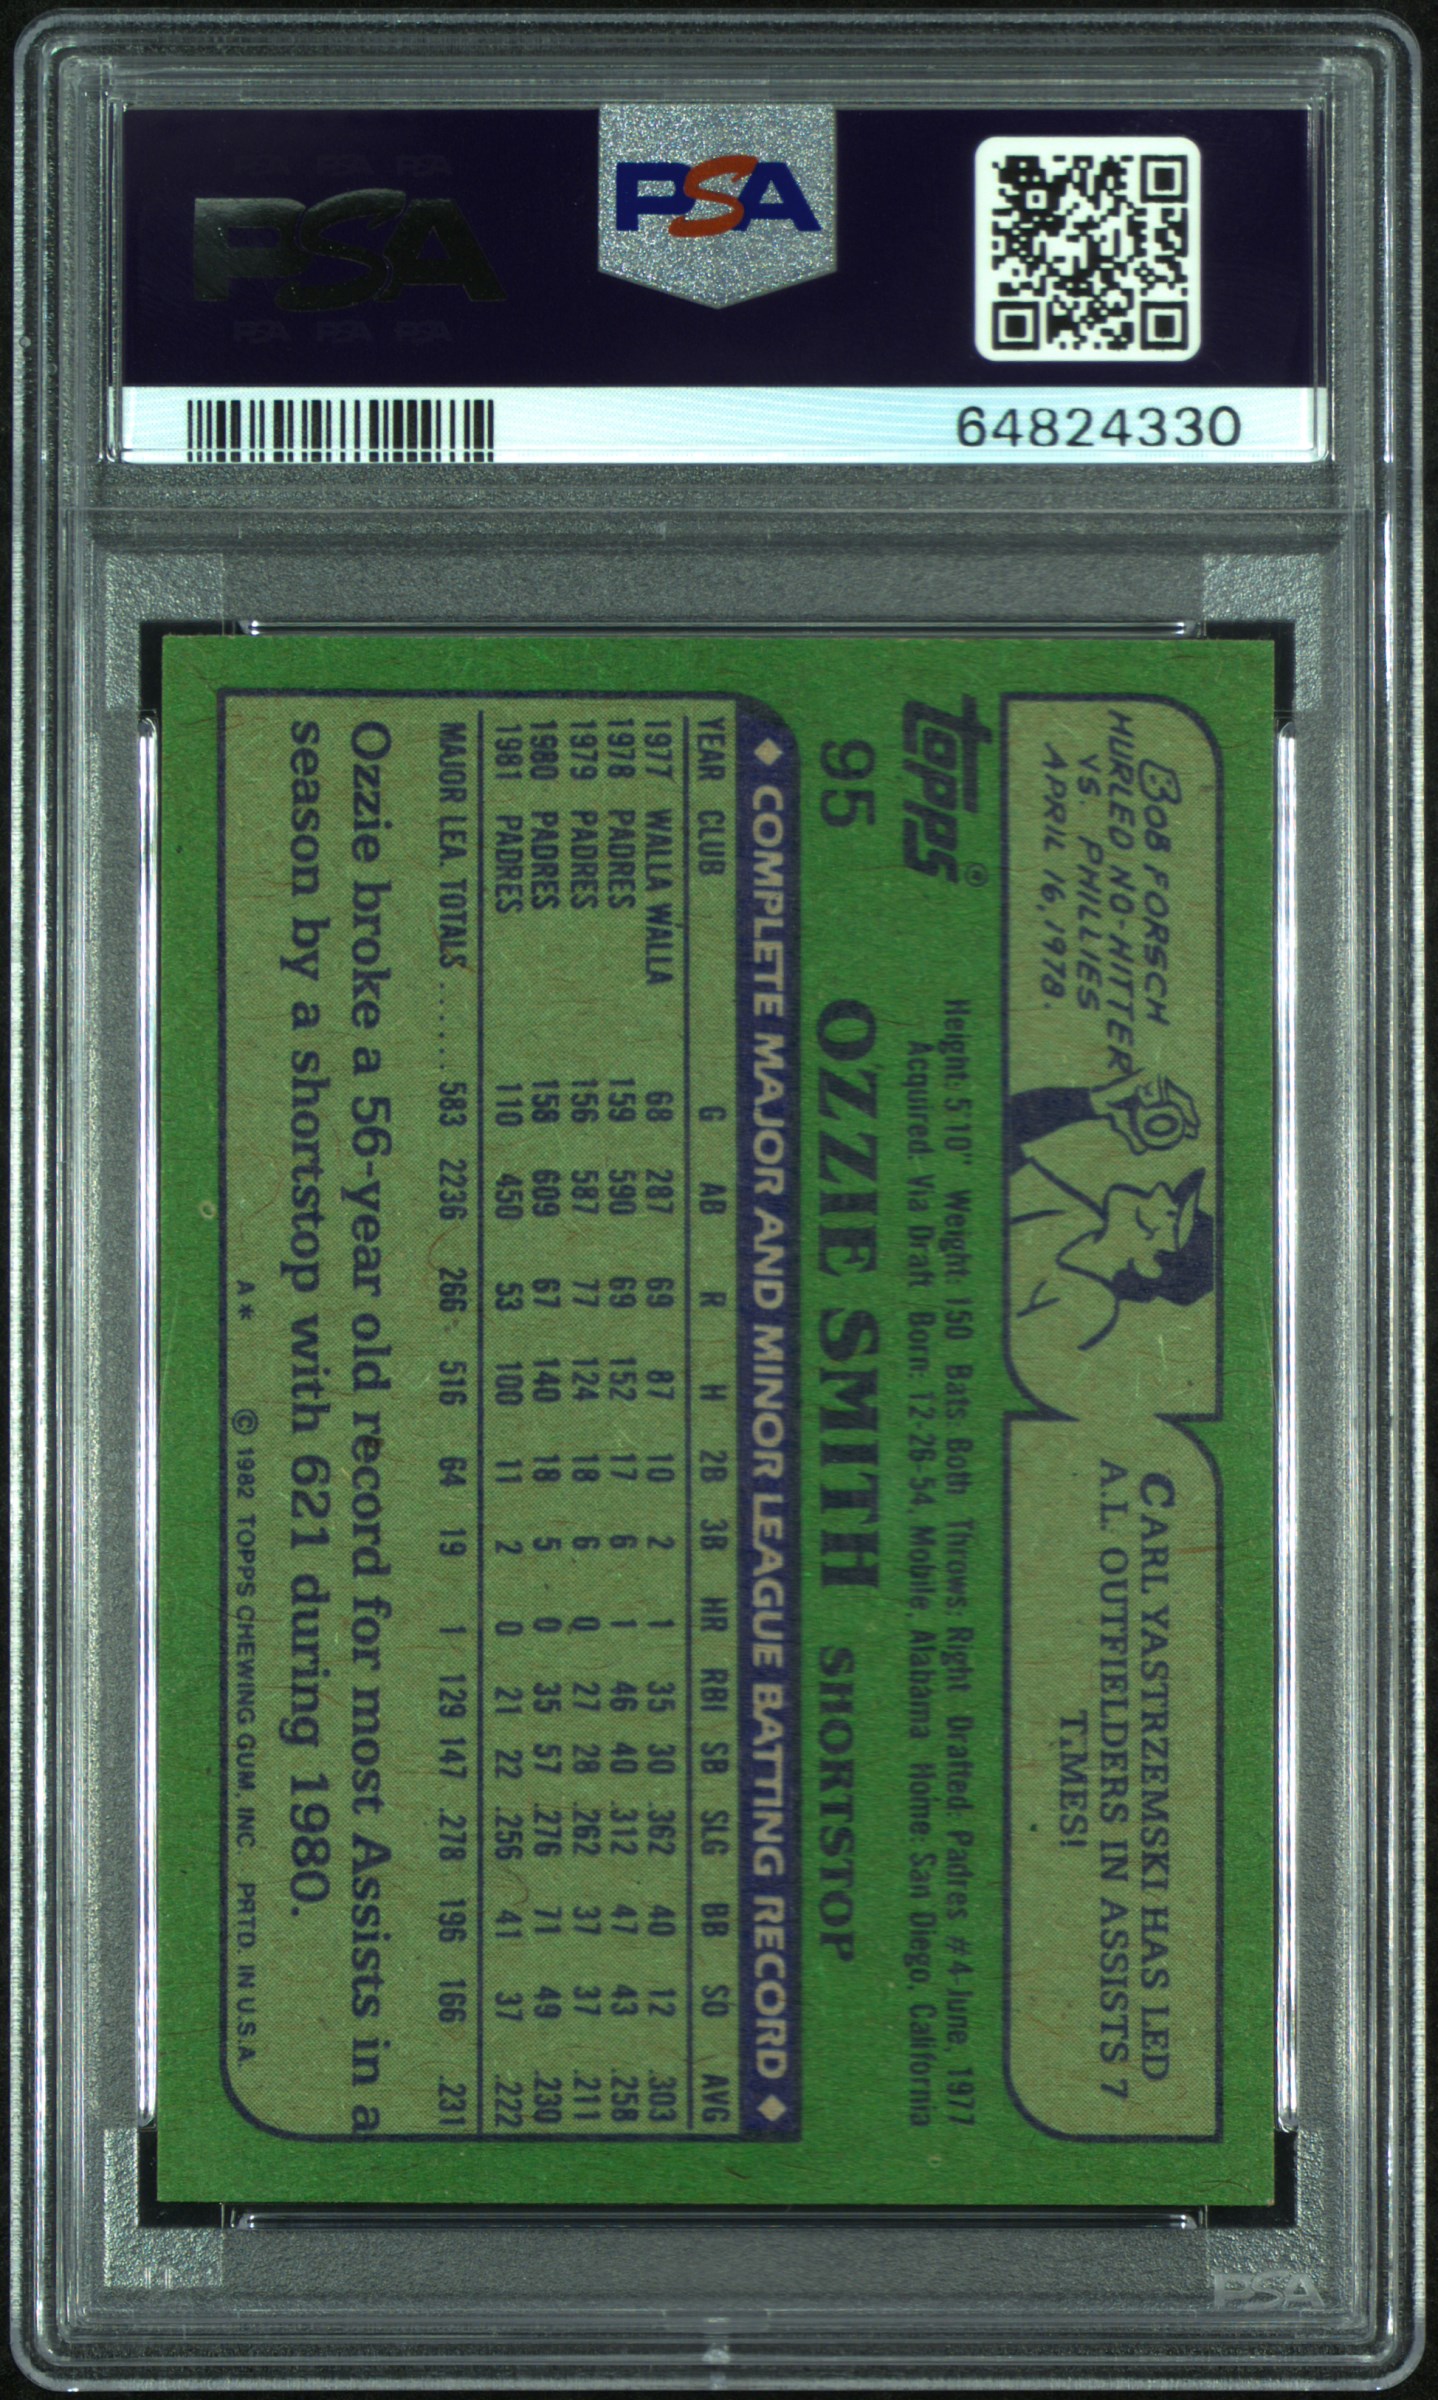 PSA
PSA PSA PSA
PSA
PSA PSA PSA
64824330
BOB FORSCH
HURLED NO-HITTER
VS. PHILLIES
APRIL 16, 1978.
CARL YASTRZEMSKI HAS LED
A.L. OUTFIELDERS IN ASSISTS 7
T.MES!
topps©
Height: 5'10" Weight: 150 Bats: Both Throws: Right Drafted: Padres #4-June, 1977
Acquired: Via Draft Born: 12-26-54, Mobile, Alabama Home: San Diego, California
95 OZZIE SMITH SHORTSTOP
◆ COMPLETE MAJOR AND MINOR LEAGUE BATTING RECORD ◆
YEAR CLUB G AB R H 2B 3B HR RBI SB SLG BB SO AVG
1977 WALLA WALLA 68 287 69 87 10 2 1 35 30 .362 40 12 .303
1978 PADRES 159 590 69 152 17 6 1 46 40 .312 47 43 .258
1979 PADRES 156 587 77 124 18 6 0 27 28 .262 37 37 .211
1980 PADRES 158 609 67 140 18 5 0 35 57 .276 71 49 .230
1981 PADRES 110 450 53 100 11 2 0 21 22 .256 41 37 .222
MAJOR LEA. TOTALS...... 583 2236 266 516 64 19 1 129 147 .278 196 166 .231
Ozzie broke a 56-year old record for most Assists in a
season by a shortstop with 621 during 1980.
A* © 1982 TOPPS CHEWING GUM, INC. PRTD. IN U.S.A.
PSA